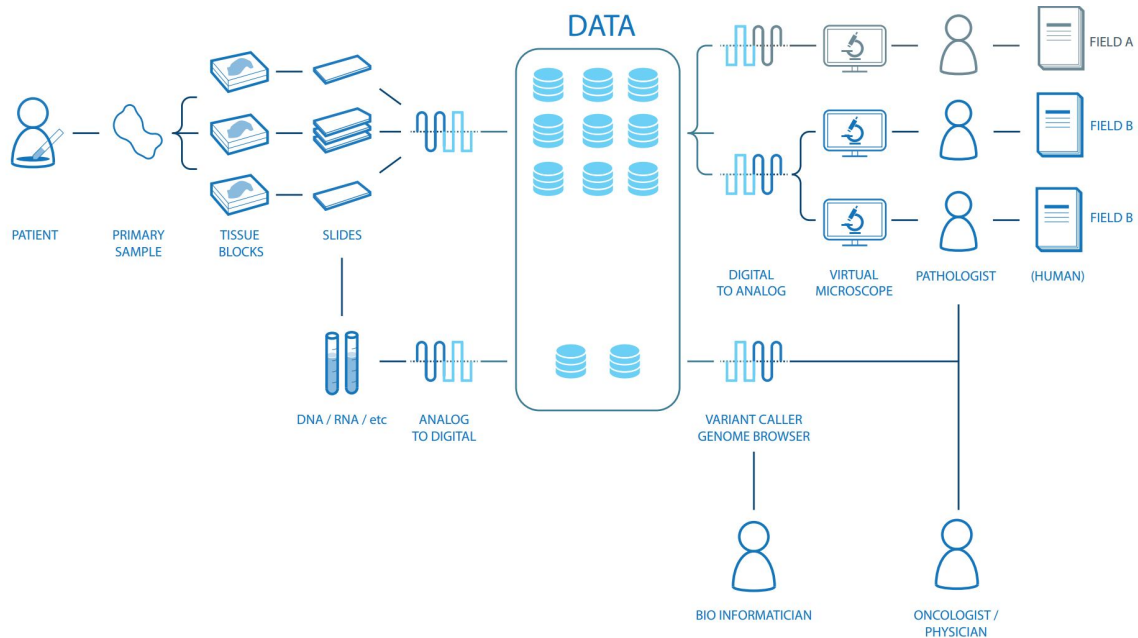 DATA
FIELD A
FIELD B
FIELD B
PATIENT
PRIMARY
SAMPLE
TISSUE
BLOCKS
SLIDES
DIGITAL
TO ANALOG
VIRTUAL
MICROSCOPE
PATHOLOGIST
(HUMAN)
DNA / RNA / etc
ANALOG
TO DIGITAL
VARIANT CALLER
GENOME BROWSER
BIO INFORMATICIAN
ONCOLOGIST /
PHYSICIAN